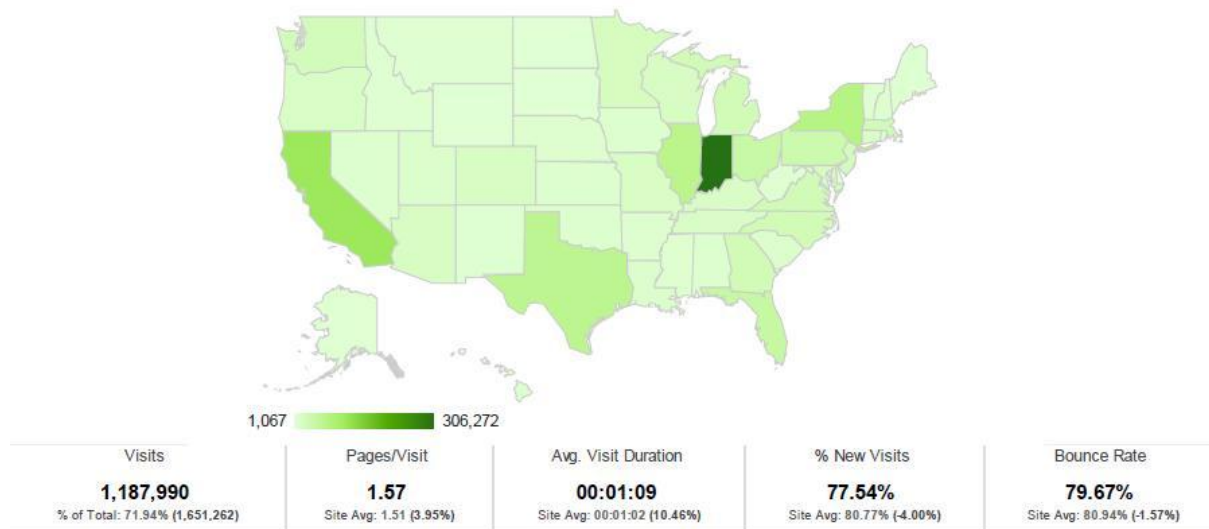 1,067 306,272
Visits Pages/Visit Avg. Visit Duration % New Visits Bounce Rate
1,187,990 1.57 00:01:09 77.54% 79.67%
% of Total: 71.94% (1,651,262) Site Avg: 1.51 (3.95%) Site Avg: 00:01:02 (10.46%) Site Avg: 80.77% (-4.00%) Site Avg: 80.94% (-1.57%)